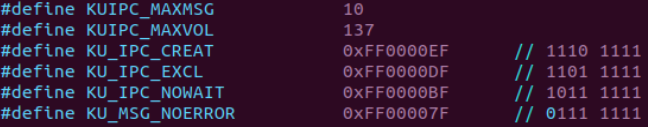 #define KUIPC_MAXMSG 10
#define KUIPC_MAXVOL 137
#define KU_IPC_CREAT 0xFF0000EF // 1110 1111
#define KU_IPC_EXCL 0xFF0000DF // 1101 1111
#define KU_IPC_NOWAIT 0xFF0000BF // 1011 1111
#define KU_MSG_NOERROR 0xFF00007F // 0111 1111